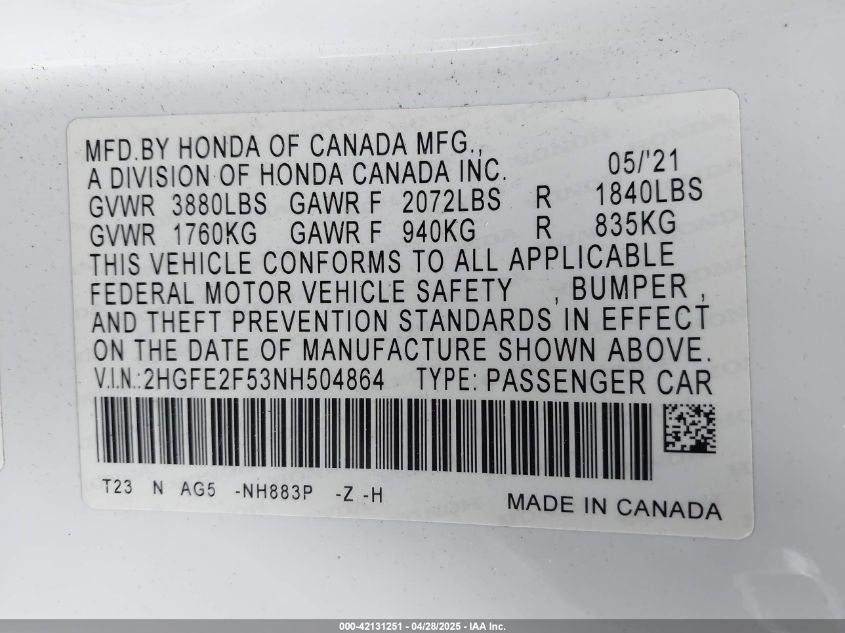 MFD.BY HONDA OF CANADA MFG.,
A DIVISION OF HONDA CANADA INC. 05/'21
GVWR 3880LBS GAWR F 2072LBS R 1840LBS
GVWR 1760KG GAWR F 940KG R 835KG
THIS VEHICLE CONFORMS TO ALL APPLICABLE
FEDERAL MOTOR VEHICLE SAFETY , BUMPER ,
AND THEFT PREVENTION STANDARDS IN EFFECT
ON THE DATE OF MANUFACTURE SHOWN ABOVE.
V.I.N.:2HGFE2F53NH504864 TYPE: PASSENGER CAR
T23 N AG5 -NH883P -Z -H
MADE IN CANADA
000-42131251 - 04/28/2025 - IAA Inc.